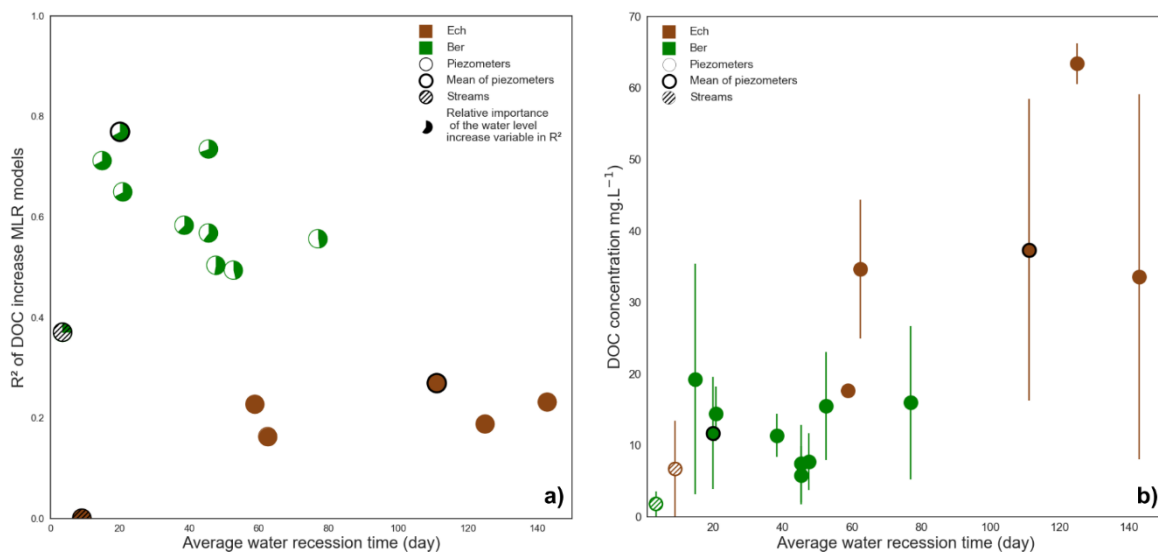 1.0
0.8
0.6
0.4
0.2
0.0
R² of DOC increase MLR models
Ech
Ber
Piezometers
Mean of piezometers
Streams
Relative importance
of the water level
increase variable in R²
a)
0 20 40 60 80 100 120 140
Average water recession time (day)
70
60
50
40
30
20
10
0
DOC concentration mg.L⁻¹
Ech
Ber
Piezometers
Mean of piezometers
Streams
b)
20 40 60 80 100 120 140
Average water recession time (day)